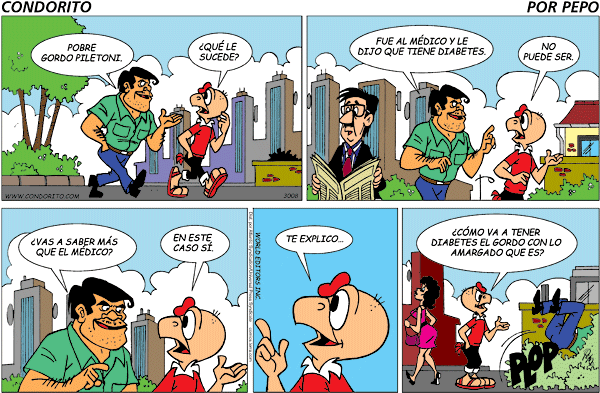 CONDORITO
POR PEPO
POBRE
GORDO PILETONI.
¿QUÉ LE
SUCEDE?
WWW.CONDORITO.COM
3008
FUE AL MÉDICO Y LE
DIJO QUE TIENE DIABETES.
NO
PUEDE SER.
¿VAS A SABER MÁS
QUE EL MÉDICO?
EN ESTE
CASO SÍ.
WORLD EDITORS INC.
TE EXPLICO...
¿CÓMO VA A TENER
DIABETES EL GORDO CON LO
AMARGADO QUE ES?
PLOP